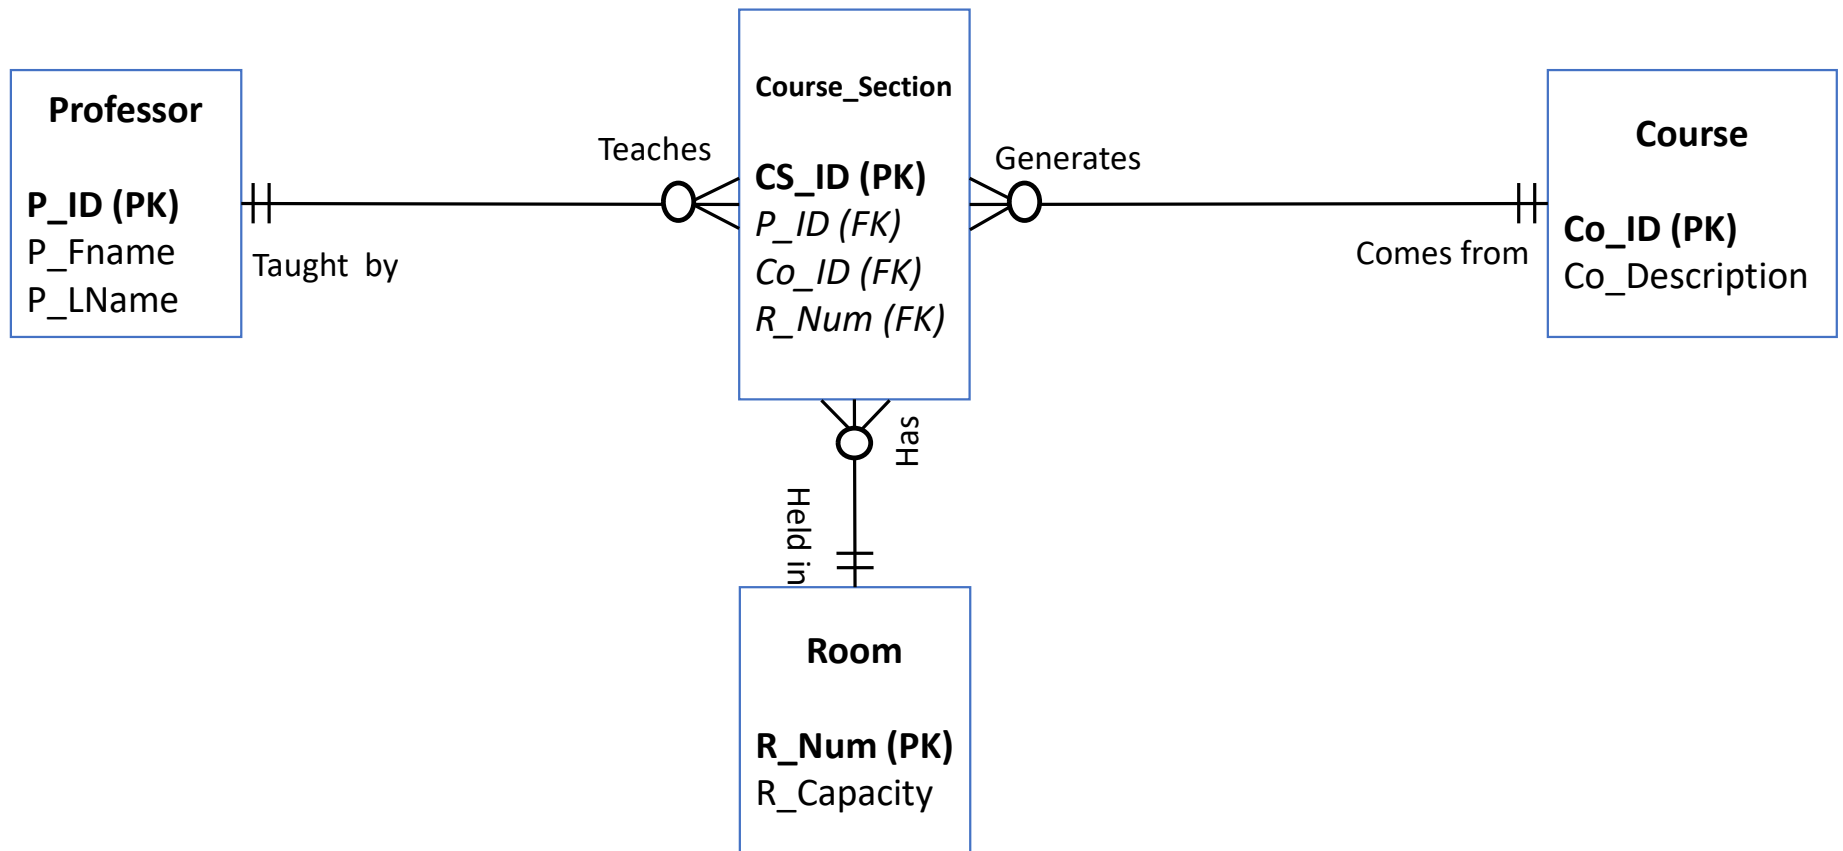 Professor
P_ID (PK)
P_Fname
P_LName
Taught by
Teaches
Course_Section
CS_ID (PK)
P_ID (FK)
Co_ID (FK)
R_Num (FK)
Generates
Comes from
Course
Co_ID (PK)
Co_Description
Has
Held in
Room
R_Num (PK)
R_Capacity